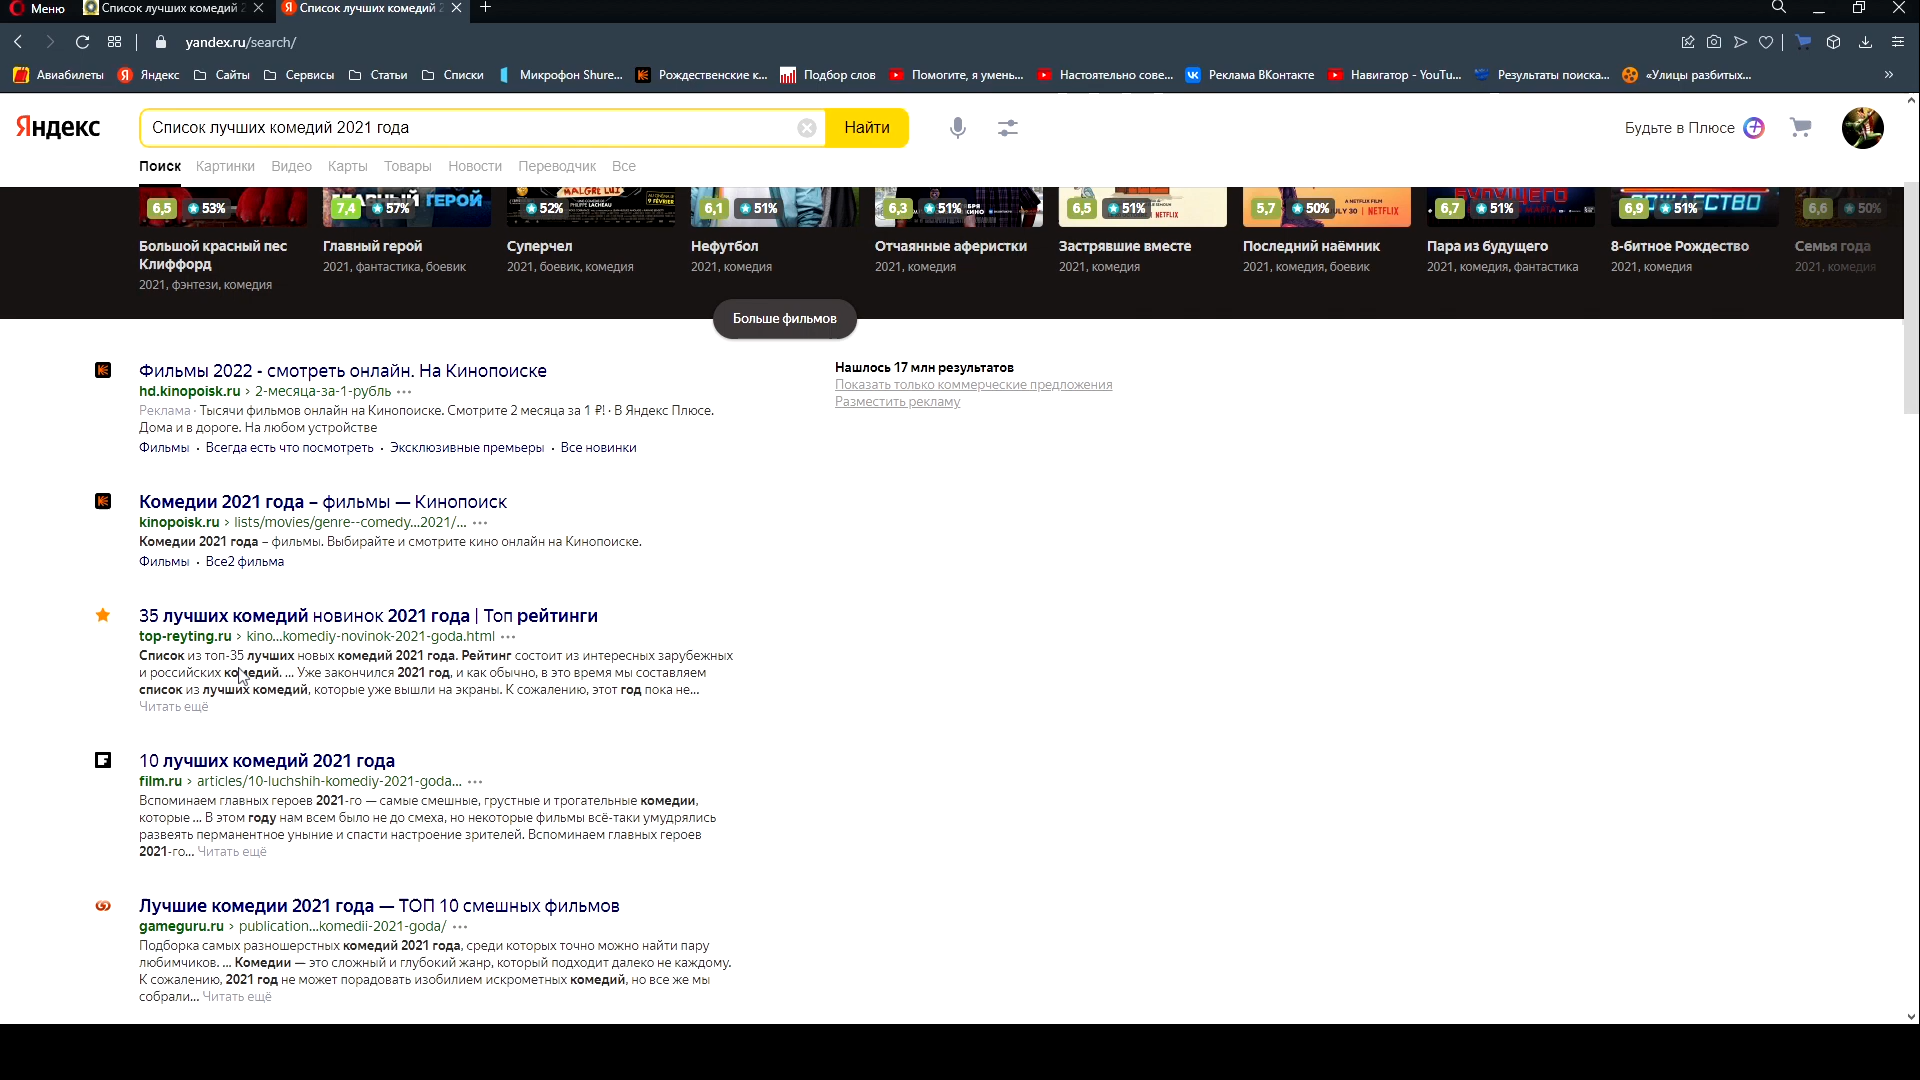 Меню
Список лучших комедий 2
Список лучших комедий 2
yandex.ru/search/
Авиабилеты
Яндекс
Сайты
Сервисы
Статьи
Списки
Микрофон Shure...
Рождественские к...
Подбор слов
Помогите, я умень...
Настоятельно сове...
Реклама ВКонтакте
Навигатор - YouTu...
Результаты поиска...
«Улицы разбитых...
Яндекс
Список лучших комедий 2021 года
Найти
Будьте в Плюсе
Поиск
Картинки
Видео
Карты
Товары
Новости
Переводчик
Все
6,5 53%
7,4 57%
ГЛАВНЫЙ ГЕРОЙ
52%
MALGRÉ LUI
6,1 51%
6,3 51%
6,5 51%
NETFLIX
5,7 50%
NETFLIX
6,7 51%
БУДУЩЕГО
6,9 51%
6,6 50%
Большой красный пес
Клиффорд
2021, фэнтези, комедия
Главный герой
2021, фантастика, боевик
Суперчел
2021, боевик, комедия
Нефутбол
2021, комедия
Отчаянные аферистки
2021, комедия
Застрявшие вместе
2021, комедия
Последний наёмник
2021, комедия, боевик
Пара из будущего
2021, комедия, фантастика
8-битное Рождество
2021, комедия
Семья года
2021, комедия
Больше фильмов
Фильмы 2022 - смотреть онлайн. На Кинопоиске
hd.kinopoisk.ru › 2-месяца-за-1-рубль
Реклама · Тысячи фильмов онлайн на Кинопоиске. Смотрите 2 месяца за 1 ₽! · В Яндекс Плюсе.
Дома и в дороге. На любом устройстве
Фильмы · Всегда есть что посмотреть · Эксклюзивные премьеры · Все новинки
Нашлось 17 млн результатов
Показать только коммерческие предложения
Разместить рекламу
Комедии 2021 года – фильмы — Кинопоиск
kinopoisk.ru › lists/movies/genre--comedy...2021/...
Комедии 2021 года – фильмы. Выбирайте и смотрите кино онлайн на Кинопоиске.
Фильмы · Все2 фильма
35 лучших комедий новинок 2021 года | Топ рейтинги
top-reyting.ru › kino...komediy-novinok-2021-goda.html
Список из топ-35 лучших новых комедий 2021 года. Рейтинг состоит из интересных зарубежных
и российских комедий. ... Уже закончился 2021 год, и как обычно, в это время мы составляем
список из лучших комедий, которые уже вышли на экраны. К сожалению, этот год пока не...
Читать ещё
10 лучших комедий 2021 года
film.ru › articles/10-luchshih-komediy-2021-goda...
Вспоминаем главных героев 2021-го — самые смешные, грустные и трогательные комедии,
которые ... В этом году нам всем было не до смеха, но некоторые фильмы всё-таки умудрялись
развеять перманентное уныние и спасти настроение зрителей. Вспоминаем главных героев
2021-го... Читать ещё
Лучшие комедии 2021 года — ТОП 10 смешных фильмов
gameguru.ru › publication...komedii-2021-goda/
Подборка самых разношерстных комедий 2021 года, среди которых точно можно найти пару
любимчиков. ... Комедии — это сложный и глубокий жанр, который подходит далеко не каждому.
К сожалению, 2021 год не может порадовать изобилием искрометных комедий, но все же мы
собрали... Читать ещё